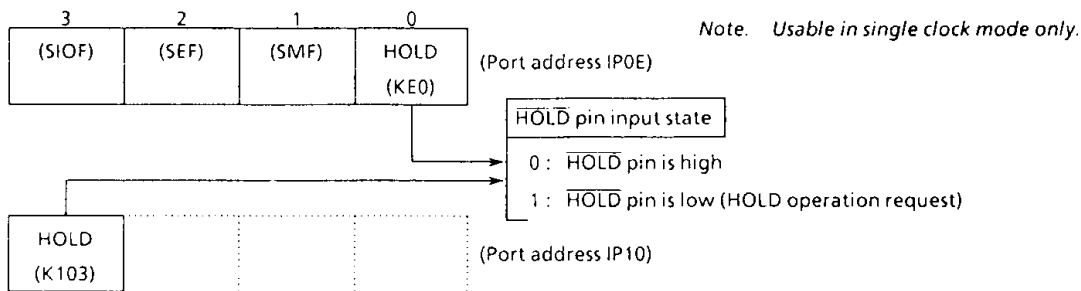 3 2 1 0
Note. Usable in single clock mode only.
(SIOF) (SEF) (SMF) HOLD
(KE0)
(Port address IP0E)
HOLD pin input state
0 : HOLD pin is high
1 : HOLD pin is low (HOLD operation request)
HOLD
(K103)
(Port address IP10)